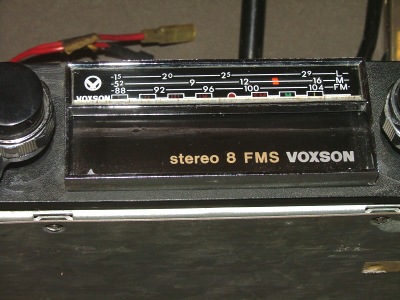 -15 20 25 29 L
-52 9 12 16 M
-88 92 96 100 104 FM-
VOXSON
stereo 8 FMS VOXSON